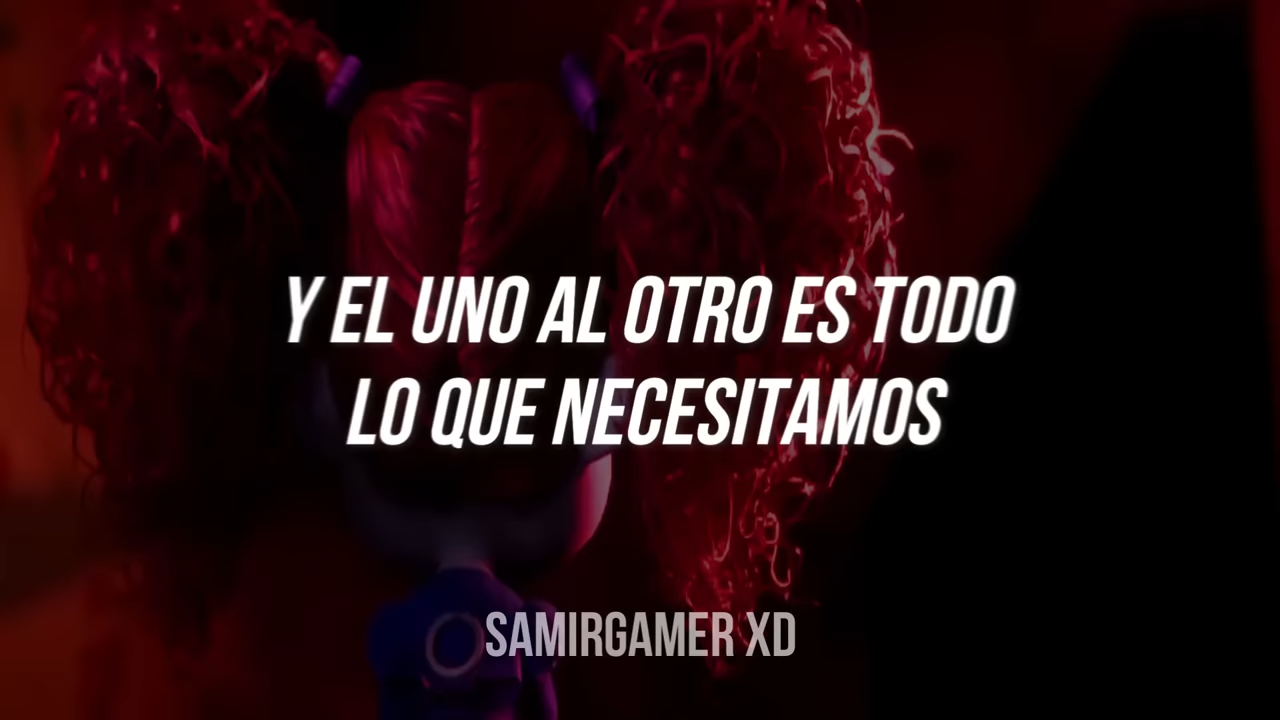 Y EL UNO AL OTRO ES TODO
LO QUE NECESITAMOS
SAMIRGAMER XD